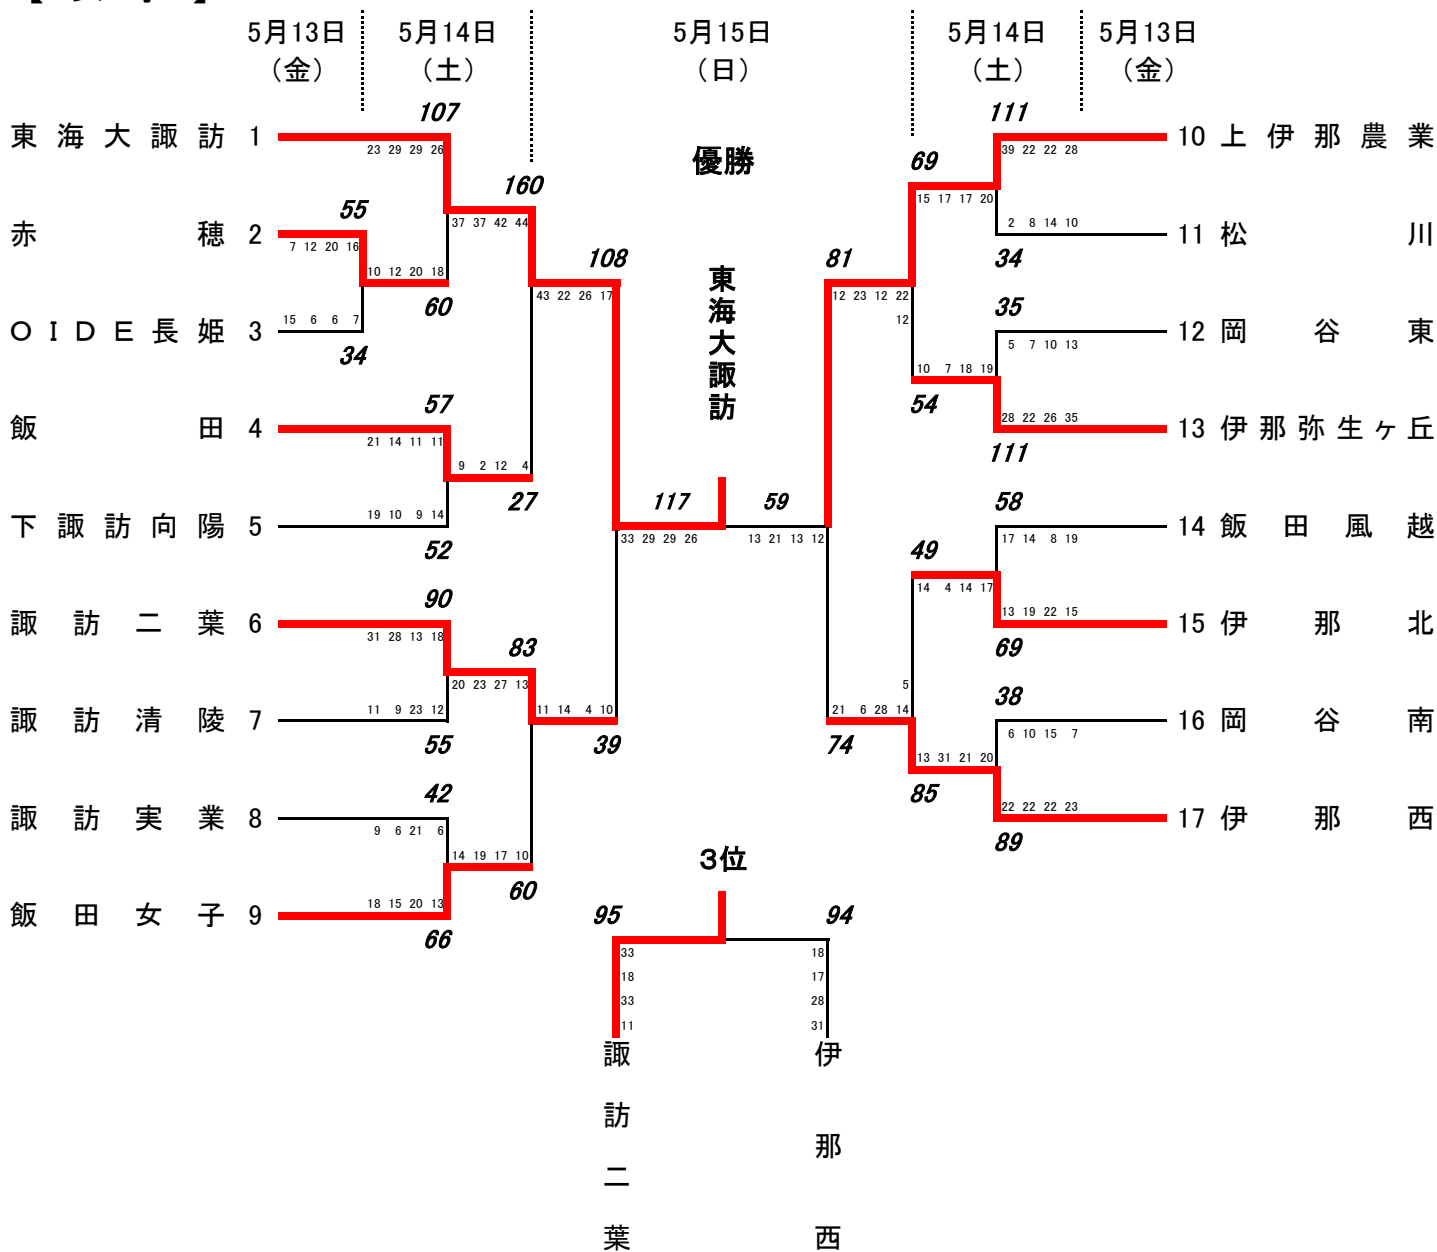 5月13日 5月14日 5月15日 5月14日 5月13日
（金） （土） （日） （土） （金）
107 111
東海大諏訪 1 10 上伊那農業
23 29 29 26 39 22 22 28
優勝
160 69
37 37 42 44 15 17 17 20
55 2 8 14 10
赤穂 2 11 松川
7 12 20 16
108 81 34
10 12 20 18
43 22 26 17 12 23 12 22
東海大諏訪
60 35
15 6 6 7 12
OIDE長姫 3 12 岡谷東
34 5 7 10 13
10 7 18 19
57 54
21 14 11 11 28 22 26 35
飯田 4 13 伊那弥生ヶ丘
111
9 2 12 4
27 117 59 58
19 10 9 14
下諏訪向陽 5 14 飯田風越
33 29 29 26 13 21 13 12 17 14 8 19
52 49
14 4 14 17
90 13 19 22 15
諏訪二葉 6 15 伊那北
31 28 13 18
83 69
20 23 27 13 5
38
11 9 23 12 11 14 4 10 21 6 28 14
諏訪清陵 7 16 岡谷南
6 10 15 7
55 39 74
13 31 21 20
42 85
22 22 22 23
諏訪実業 8 17 伊那西
9 6 21 6
89
14 19 17 10
3位
60
18 15 20 13
飯田女子 9
95 94
66
33 18
18 17
33 28
11 31
諏訪二葉
伊那西